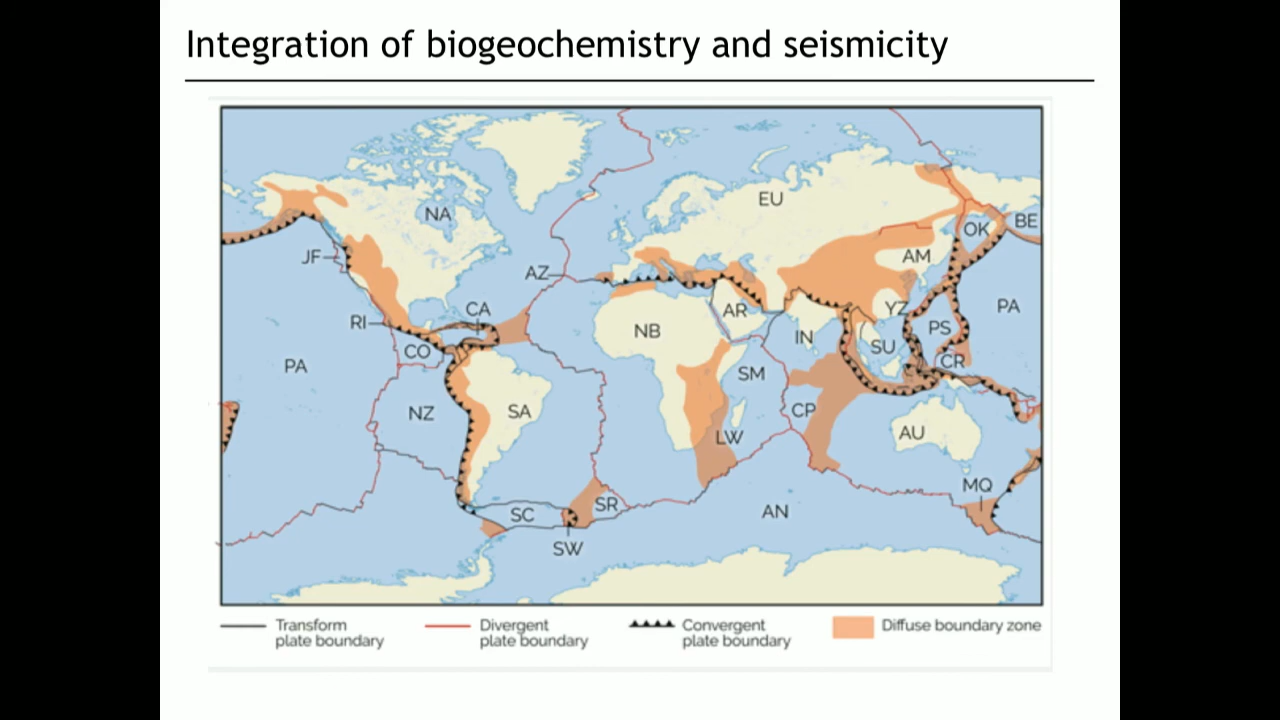 Integration of biogeochemistry and seismicity
NA
EU
OK
BE
JF
AM
AZ
CA
AR
YZ
PA
RI
NB
IN
PS
CO
SU
CR
PA
SM
NZ
SA
CP
LW
AU
MQ
SC
SR
AN
SW
Transform
plate boundary
Divergent
plate boundary
Convergent
plate boundary
Diffuse boundary zone